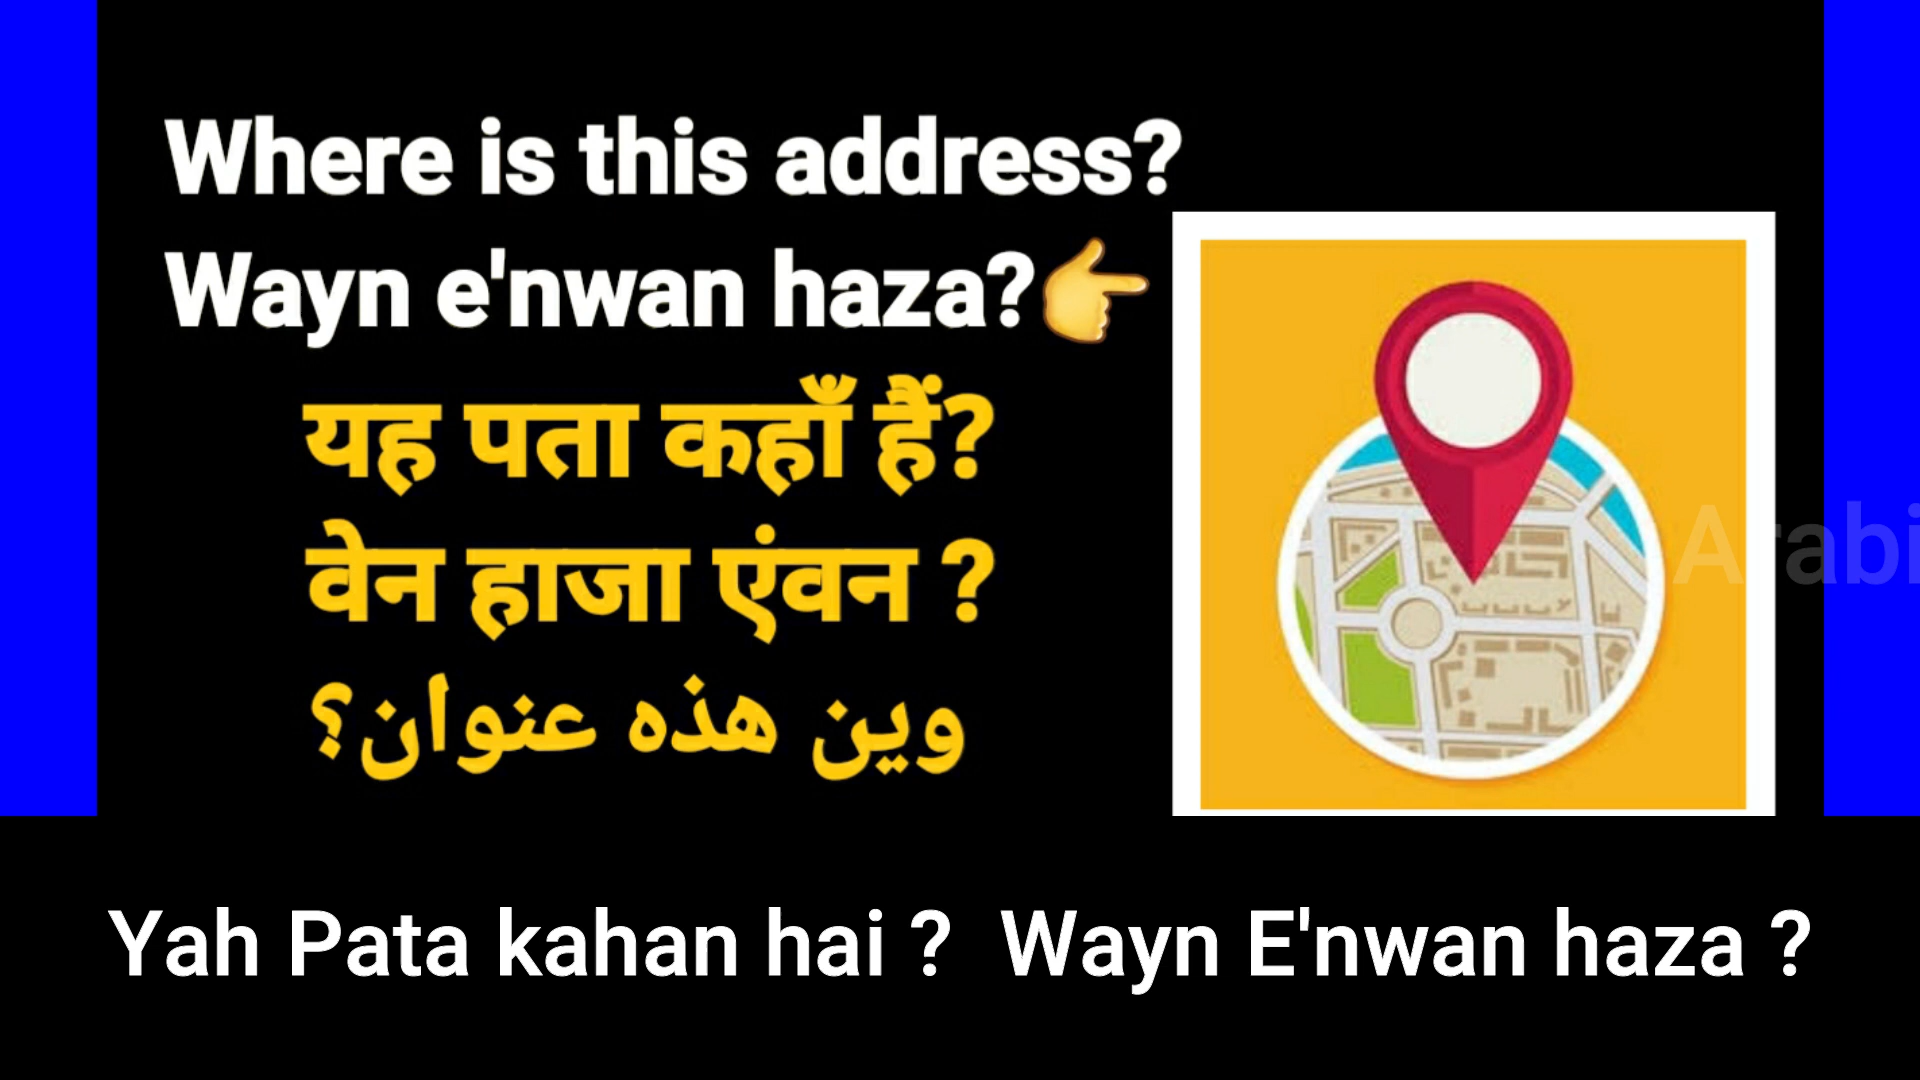 Where is this address?
Wayn e'nwan haza?👉
यह पता कहाँ हैं?
वेन हाजा एंवन ?
وين هذه عنوان؟
Arabi
Yah Pata kahan hai ? Wayn E'nwan haza ?